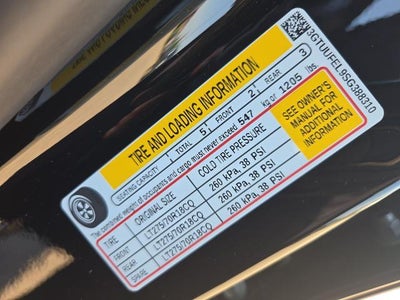 3GTUUFEL9SG388310
TIRE AND LOADING INFORMATION
SEATING CAPACITY | TOTAL 5 | FRONT 2 | REAR 3
The combined weight of occupants and cargo must never exceed 547 kg or 1205 lbs.
TIRE ORIGINAL SIZE COLD TIRE PRESSURE
FRONT LT275/70R18CQ 260 kPa, 38 PSI
REAR LT275/70R18CQ 260 kPa, 38 PSI
SPARE LT275/70R18CQ 260 kPa, 38 PSI
SEE OWNER'S
MANUAL FOR
ADDITIONAL
INFORMATION